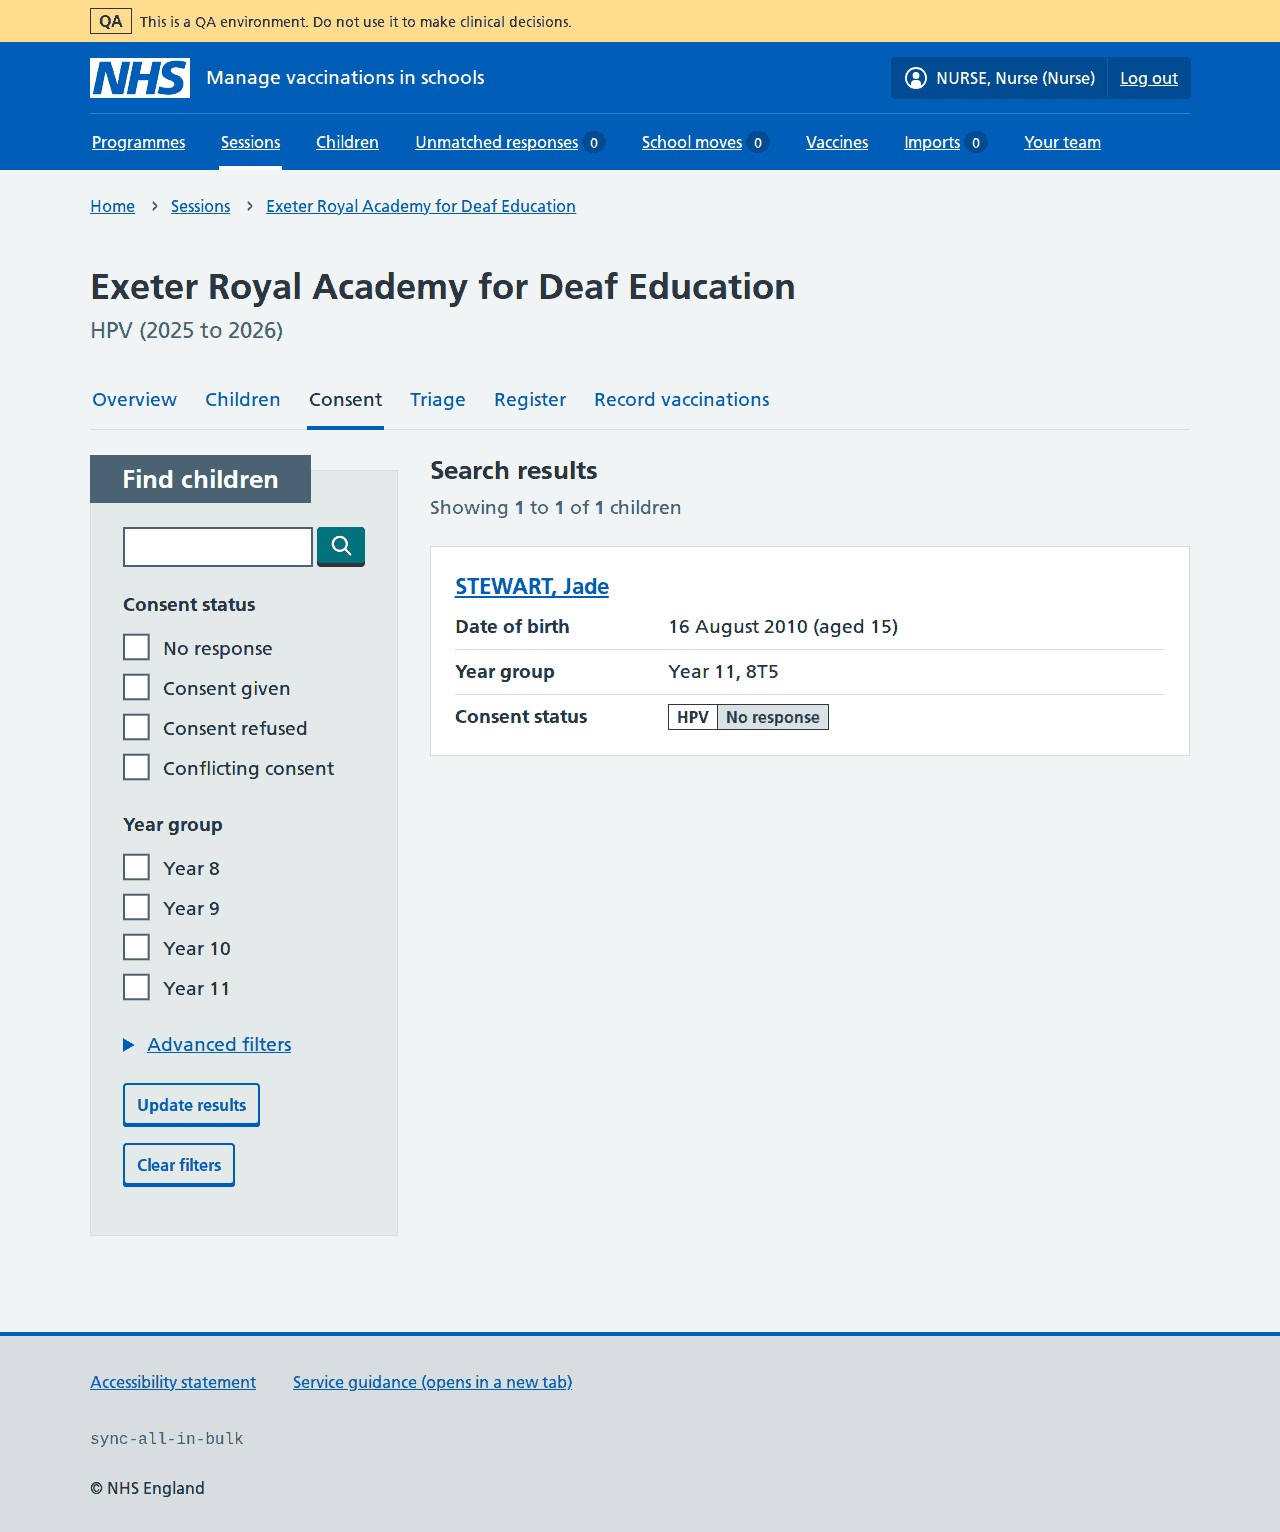 QA This is a QA environment. Do not use it to make clinical decisions.
NHS Manage vaccinations in schools NURSE, Nurse (Nurse) Log out
Programmes Sessions Children Unmatched responses 0 School moves 0 Vaccines Imports 0 Your team
Home Sessions Exeter Royal Academy for Deaf Education
Exeter Royal Academy for Deaf Education
HPV (2025 to 2026)
Overview Children Consent Triage Register Record vaccinations
Find children
Consent status
No response
Consent given
Consent refused
Conflicting consent
Year group
Year 8
Year 9
Year 10
Year 11
Advanced filters
Update results
Clear filters
Search results
Showing 1 to 1 of 1 children
STEWART, Jade
Date of birth 16 August 2010 (aged 15)
Year group Year 11, 8T5
Consent status HPV No response
Accessibility statement Service guidance (opens in a new tab)
sync-all-in-bulk
© NHS England